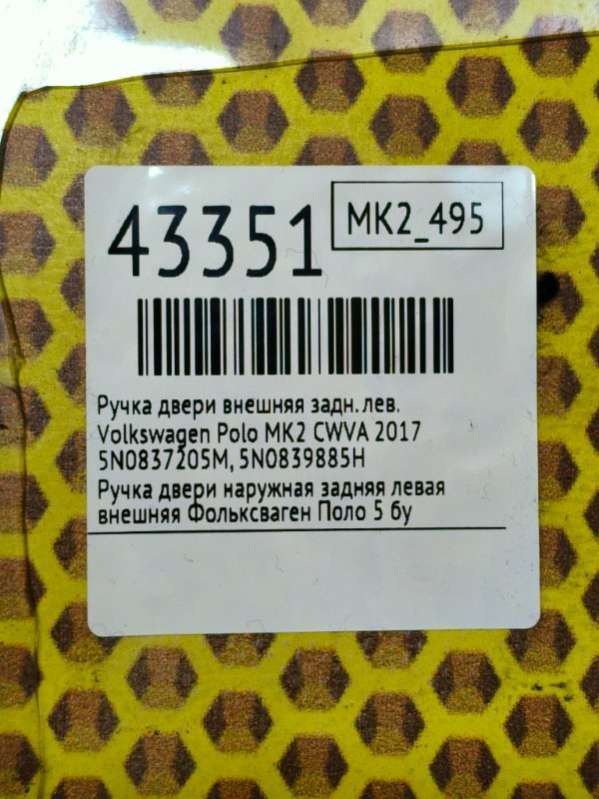 43351
MK2_495
Ручка двери внешняя задн. лев.
Volkswagen Polo MK2 CWVA 2017
5N0837205M, 5N0839885H
Ручка двери наружная задняя левая
внешняя Фольксваген Поло 5 бу